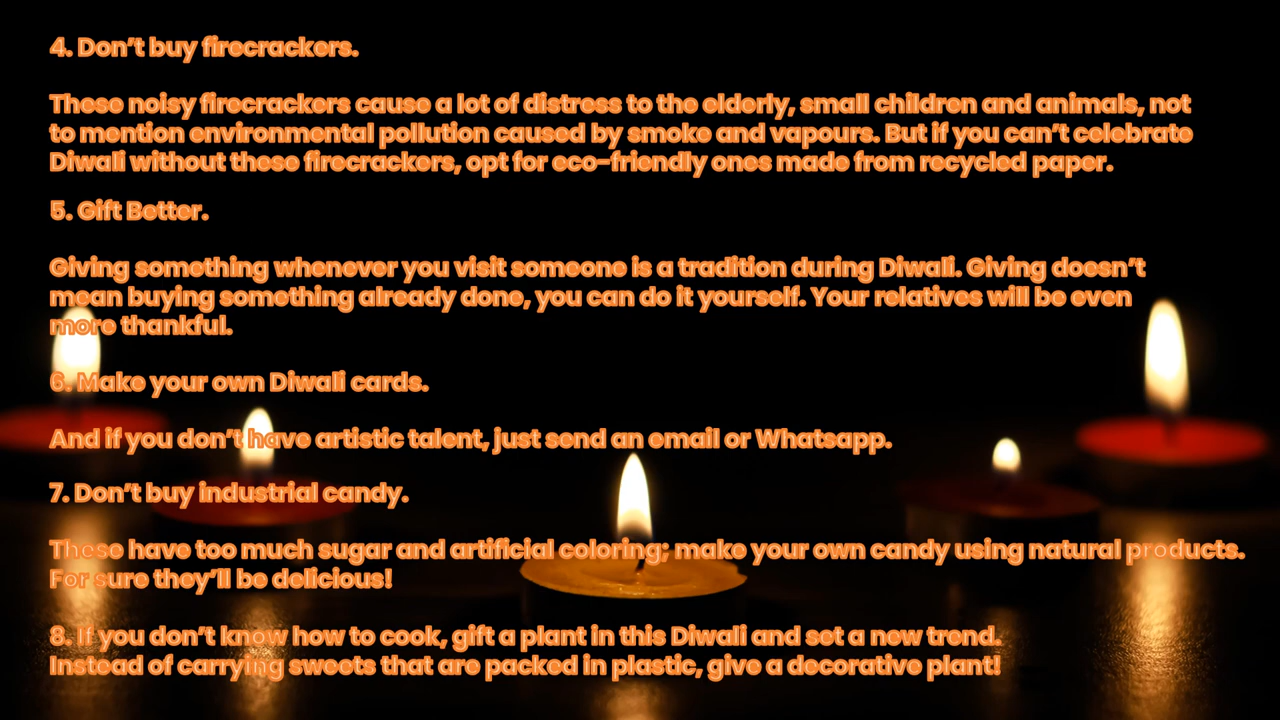 4. Don’t buy firecrackers.
These noisy firecrackers cause a lot of distress to the elderly, small children and animals, not
to mention environmental pollution caused by smoke and vapours. But if you can’t celebrate
Diwali without these firecrackers, opt for eco-friendly ones made from recycled paper.
5. Gift Better.
Giving something whenever you visit someone is a tradition during Diwali. Giving doesn’t
mean buying something already done, you can do it yourself. Your relatives will be even
more thankful.
6. Make your own Diwali cards.
And if you don’t have artistic talent, just send an email or Whatsapp.
7. Don’t buy industrial candy.
These have too much sugar and artificial coloring; make your own candy using natural products.
For sure they’ll be delicious!
8. If you don’t know how to cook, gift a plant in this Diwali and set a new trend.
Instead of carrying sweets that are packed in plastic, give a decorative plant!